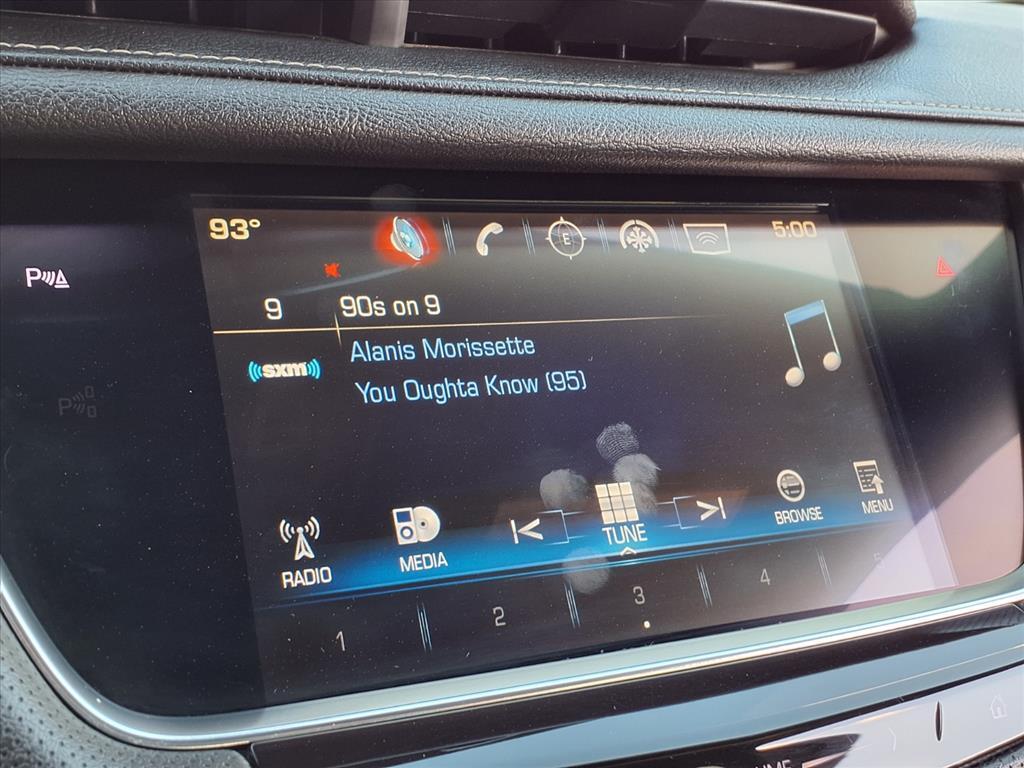 93°
E
5:00
P
9 90s on 9
sxm
Alanis Morissette
You Oughta Know (95)
P
RADIO
MEDIA
TUNE
BROWSE
MENU
1
2
3
4
5